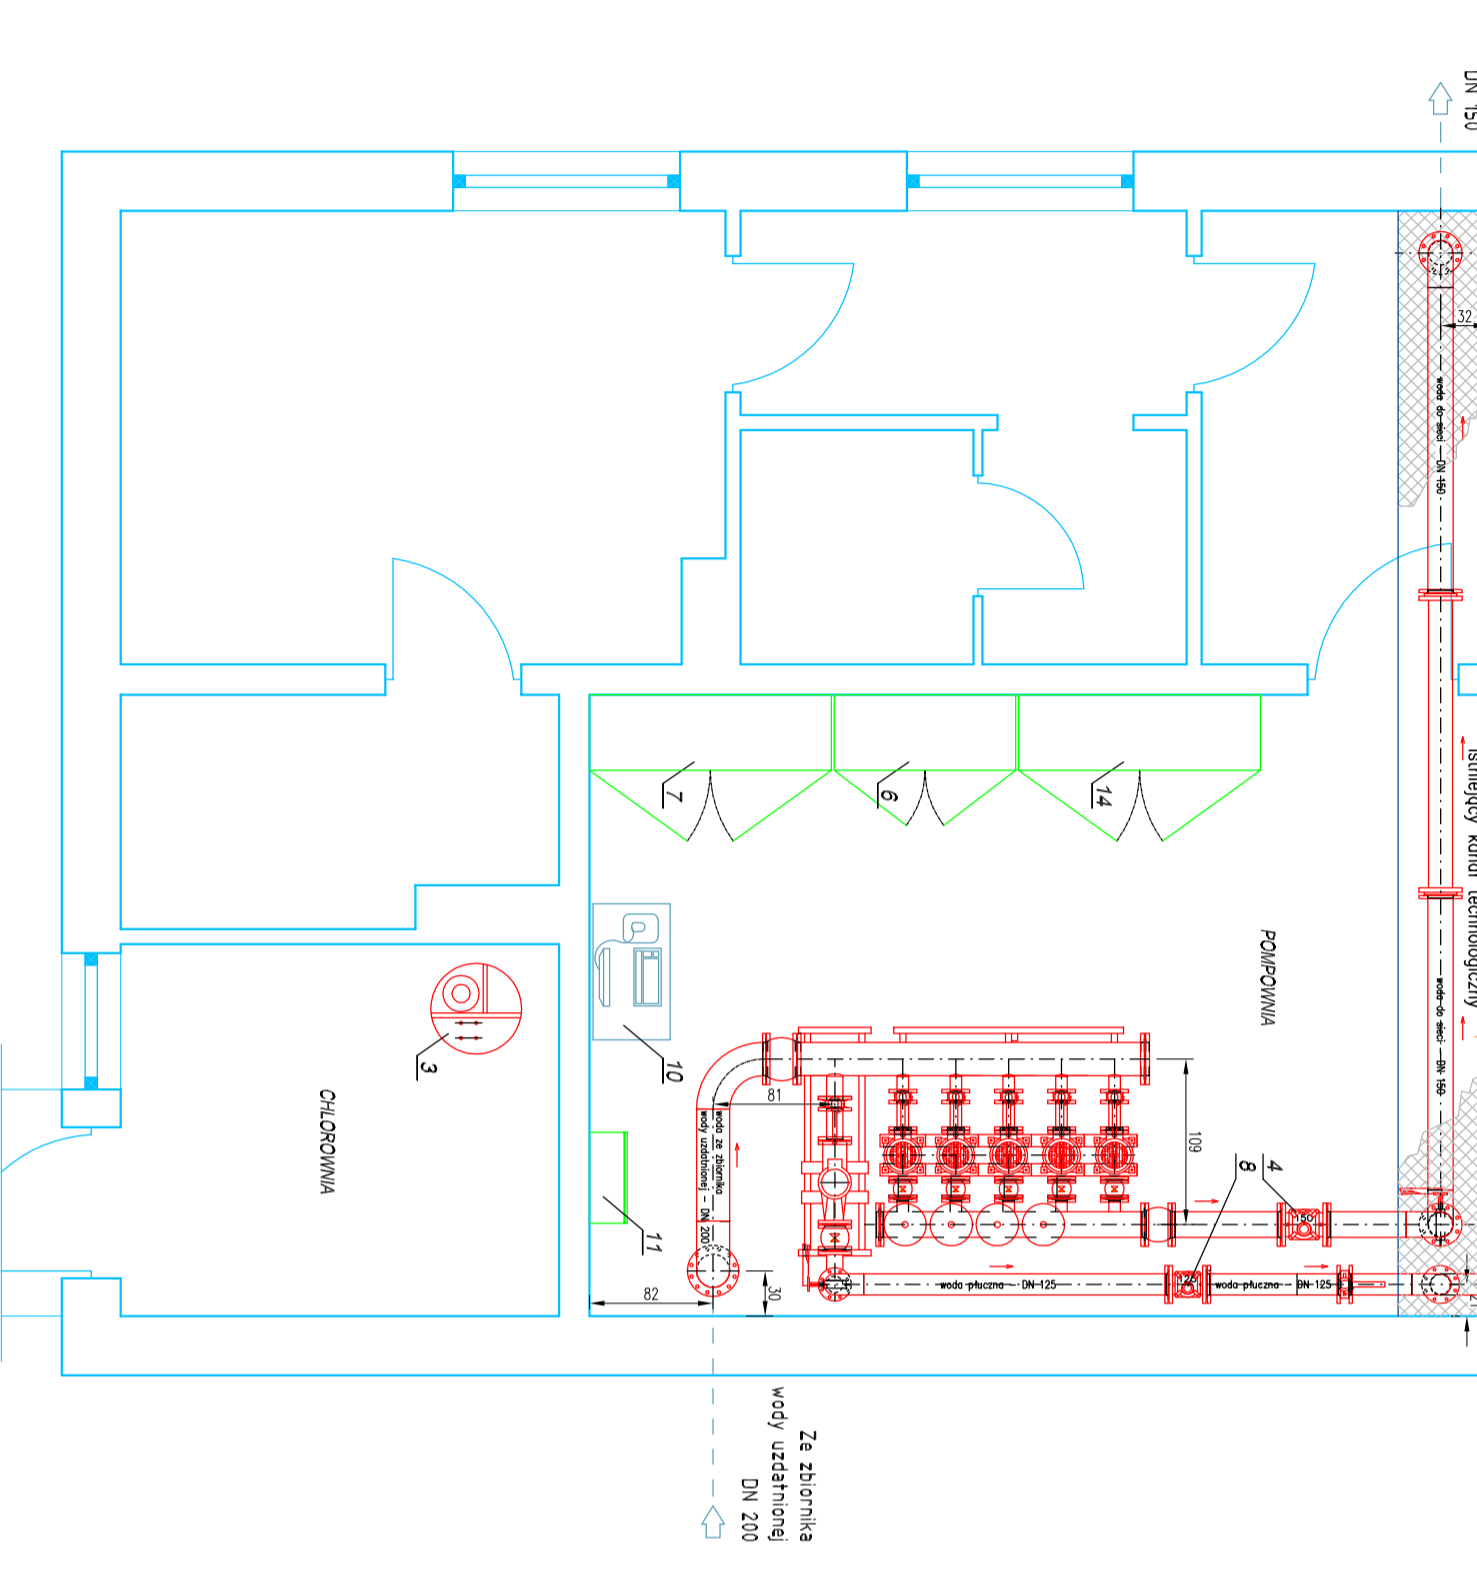 DN 150
32
woda do sieci - DN 150
istniejący kanał technologiczny
woda do sieci - DN 150
7
6
14
POMPOWNIA
10
3
CHLOROWNIA
11
81
109
4
8
150
125
woda ze zbiornika
wody uzdatnionej - DN 200
woda płuczna - DN 125
woda płuczna - DN 125
82
30
21
Ze zbiornika
wody uzdatnionej
DN 200